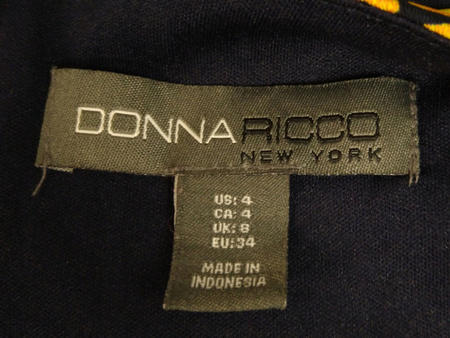 DONNA RICCO
NEW YORK
US: 4
CA: 4
UK: 8
EU: 34
MADE IN
INDONESIA